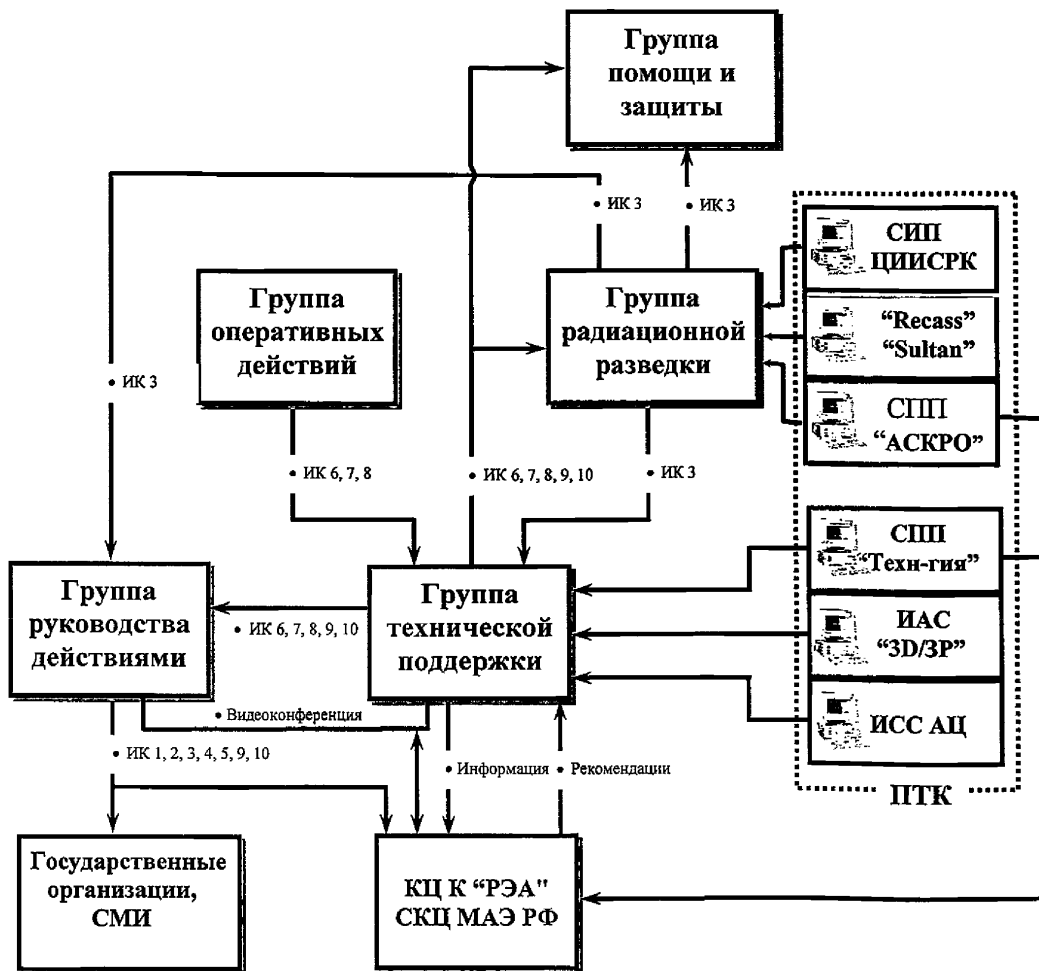 Группа
помощи и
защиты
• ИК 3
• ИК 3
СИП
ЦИИСРК
Группа
оперативных
действий
Группа
радиационной
разведки
“Recass”
“Sultan”
• ИК 3
СПП
“АСКРО”
• ИК 6, 7, 8
• ИК 6, 7, 8, 9, 10
• ИК 3
СПП
"Техн-гия”
Группа
руководства
действиями
Группа
технической
поддержки
ИАС
“3D/ЗР”
• ИК 6, 7, 8, 9, 10
ИСС АЦ
• Видеоконференция
• ИК 1, 2, 3, 4, 5, 9, 10
• Информация
• Рекомендации
ПТК
Государственные
организации,
СМИ
КЦ К “РЭА"
СКЦ МАЭ РФ